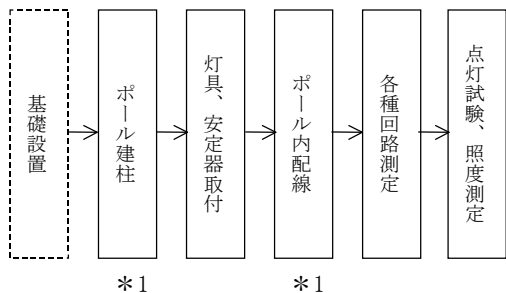 基礎設置
ポール建柱
灯具、安定器取付
ポール内配線
各種回路測定
点灯試験、照度測定
＊1
＊1